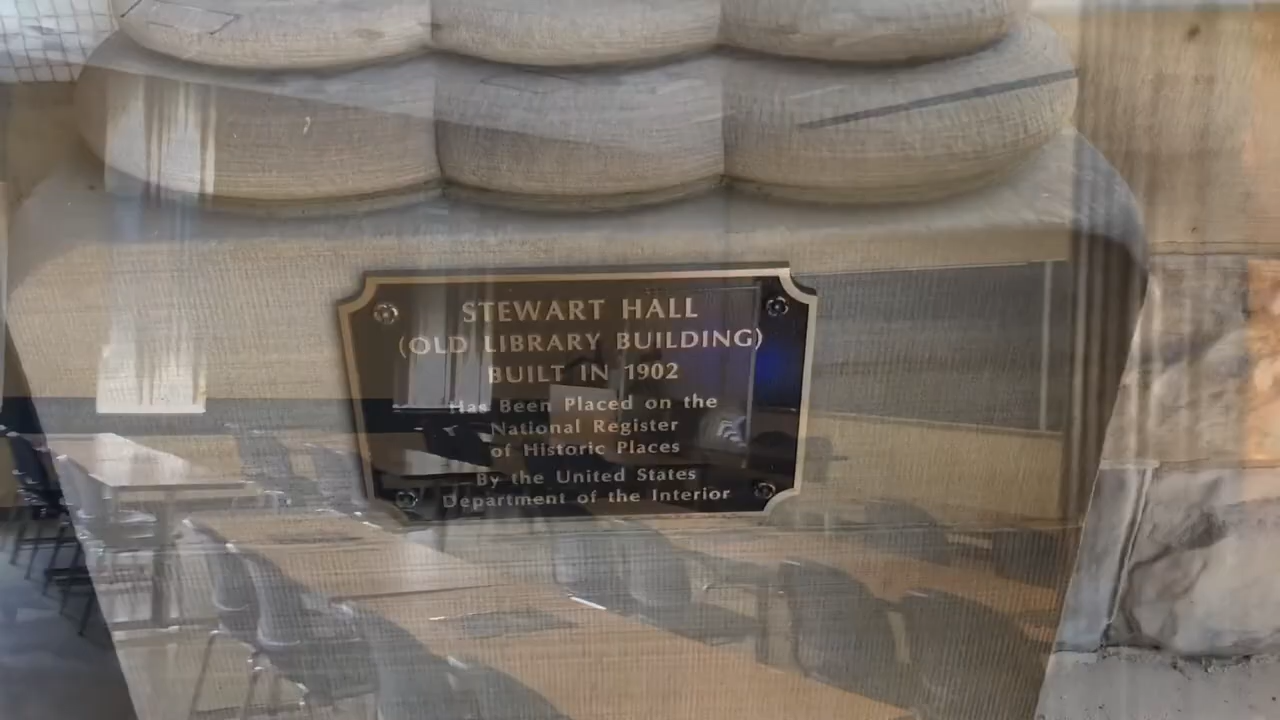 STEWART HALL
(OLD LIBRARY BUILDING)
BUILT IN 1902
Has Been Placed on the
National Register
of Historic Places
By the United States
Department of the Interior